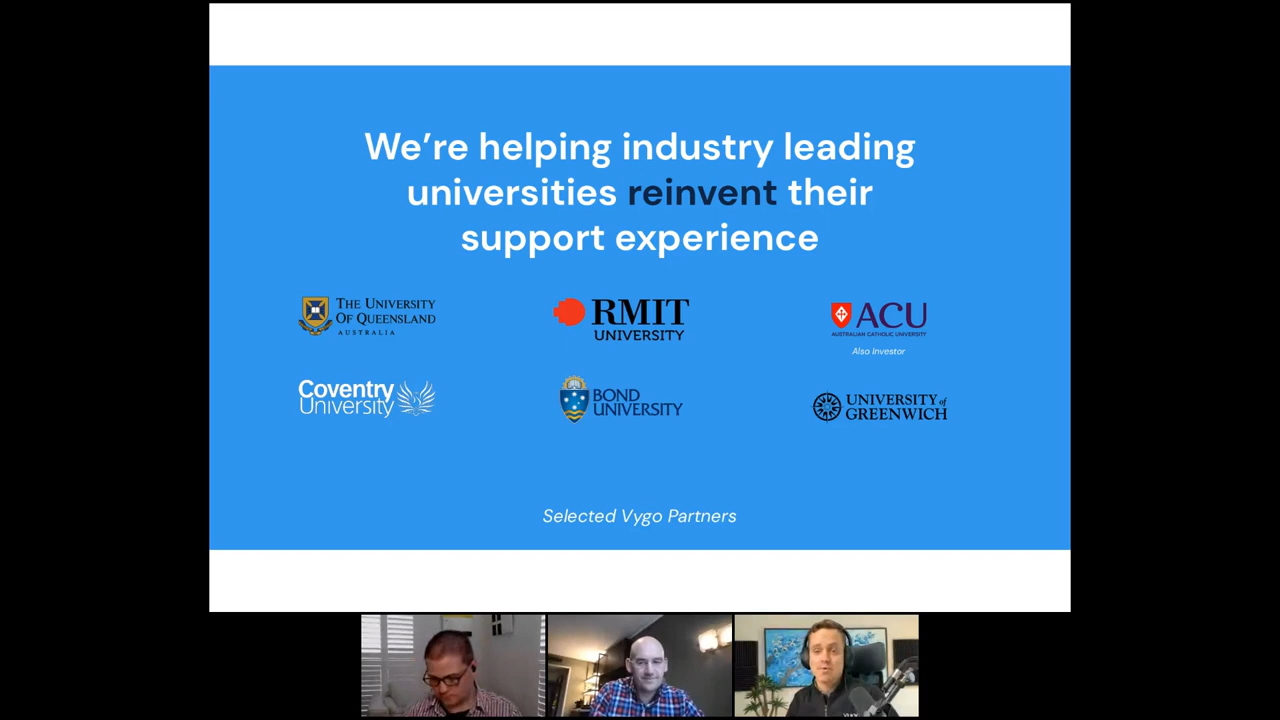 We're helping industry leading
universities reinvent their
support experience
THE UNIVERSITY
OF QUEENSLAND
AUSTRALIA
RMIT
UNIVERSITY
ACU
AUSTRALIAN CATHOLIC UNIVERSITY
Also Investor
Coventry
University
BOND
UNIVERSITY
UNIVERSITY of
GREENWICH
Selected Vygo Partners